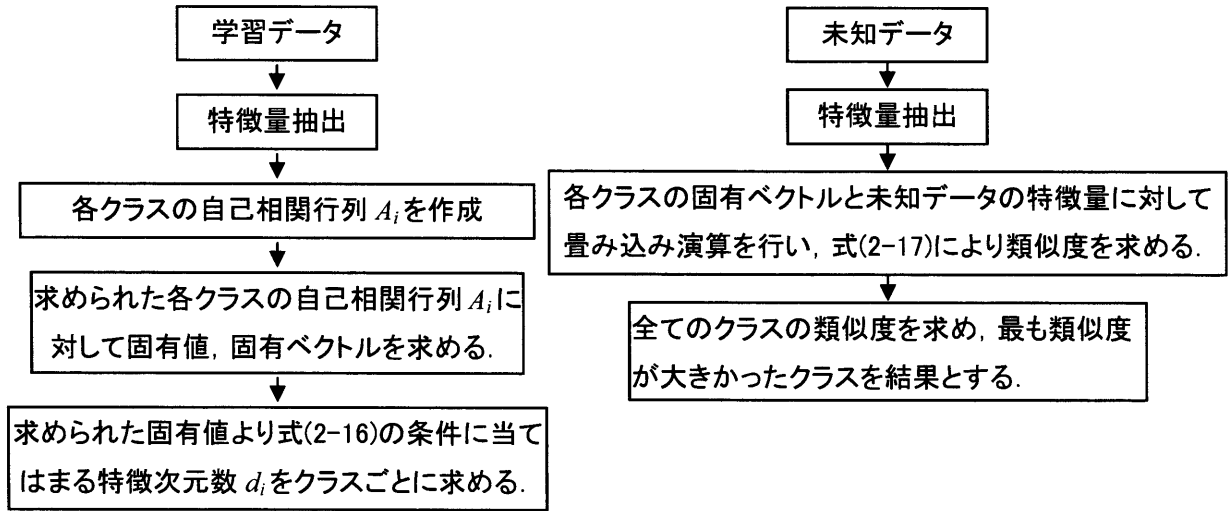 学習データ
特徴量抽出
各クラスの自己相関行列 Aiを作成
求められた各クラスの自己相関行列 Aiに
対して固有値，固有ベクトルを求める．
求められた固有値より式(2-16)の条件に当て
はまる特徴次元数 diをクラスごとに求める．
未知データ
特徴量抽出
各クラスの固有ベクトルと未知データの特徴量に対して
畳み込み演算を行い，式(2-17)により類似度を求める．
全てのクラスの類似度を求め，最も類似度
が大きかったクラスを結果とする．